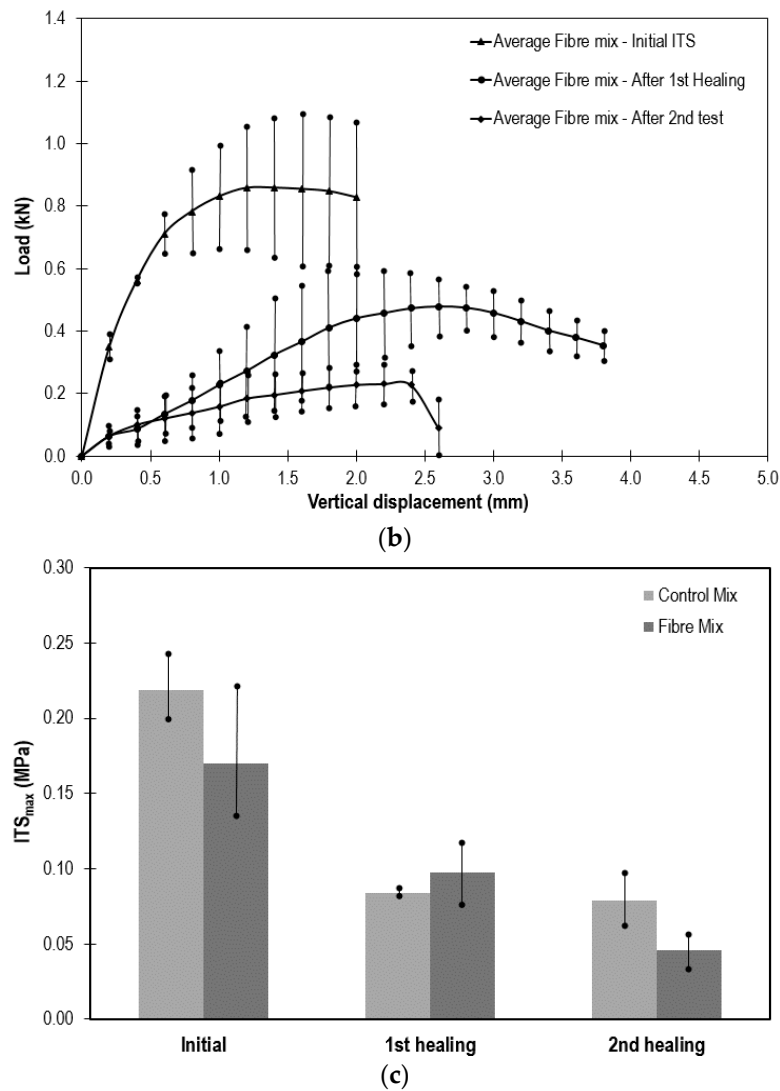 1.4
1.2
1.0
0.8
0.6
0.4
0.2
0.0
Load (kN)
Average Fibre mix - Initial ITS
Average Fibre mix - After 1st Healing
Average Fibre mix - After 2nd test
0.0 0.5 1.0 1.5 2.0 2.5 3.0 3.5 4.0 4.5 5.0
Vertical displacement (mm)
(b)
0.30
0.25
0.20
0.15
0.10
0.05
0.00
ITSmax (MPa)
Control Mix
Fibre Mix
Initial 1st healing 2nd healing
(c)